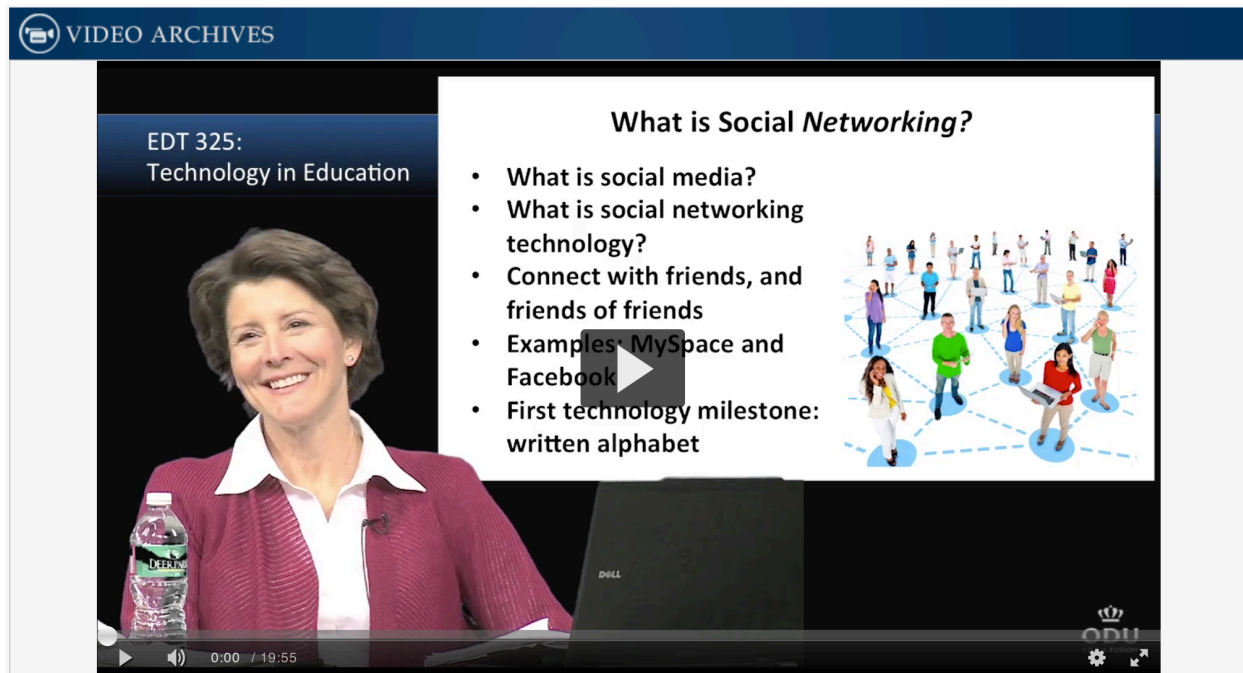 VIDEO ARCHIVES
EDT 325:
Technology in Education
What is Social Networking?
• What is social media?
• What is social networking
technology?
• Connect with friends, and
friends of friends
• Examples: MySpace and
Facebook
• First technology milestone:
written alphabet
DEER PARK
DELL
ODU
0:00 / 19:55